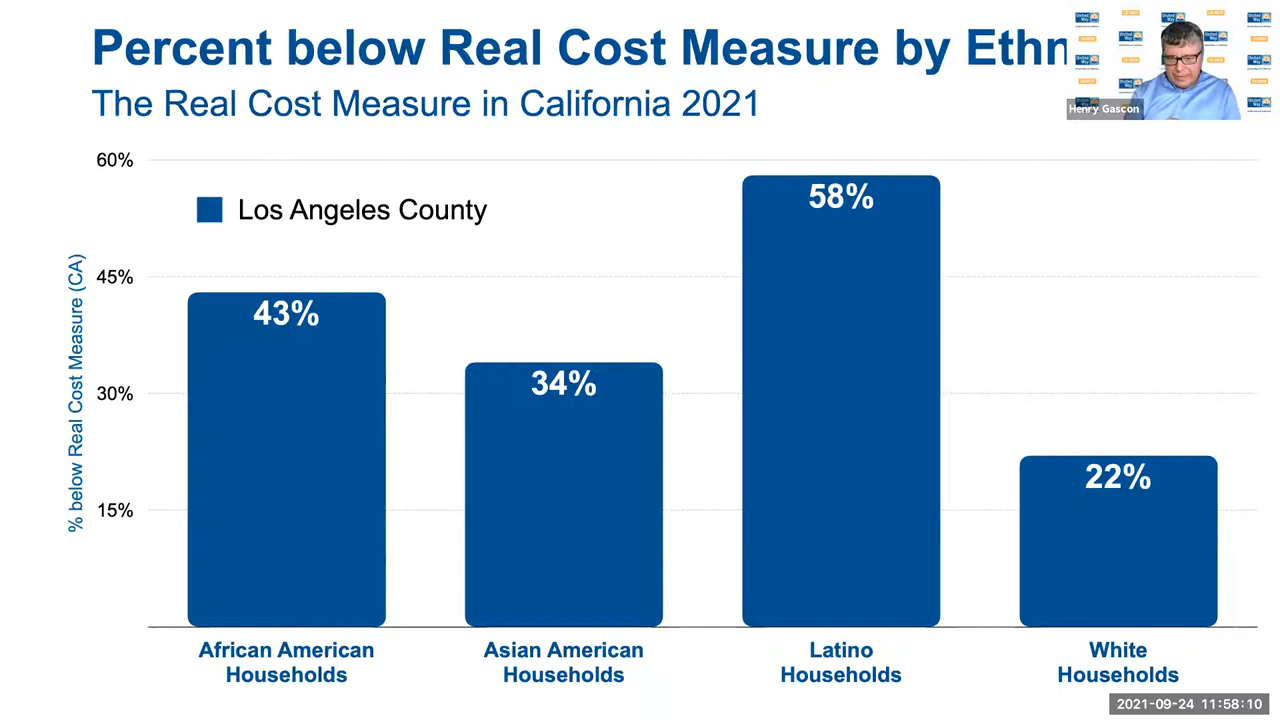 Percent below Real Cost Measure by Ethn
The Real Cost Measure in California 2021
United
Way
Henry Gascon
60%
45%
30%
15%
% below Real Cost Measure (CA)
Los Angeles County
43%
34%
58%
22%
African American
Households
Asian American
Households
Latino
Households
White
Households
2021-09-24 11:58:10